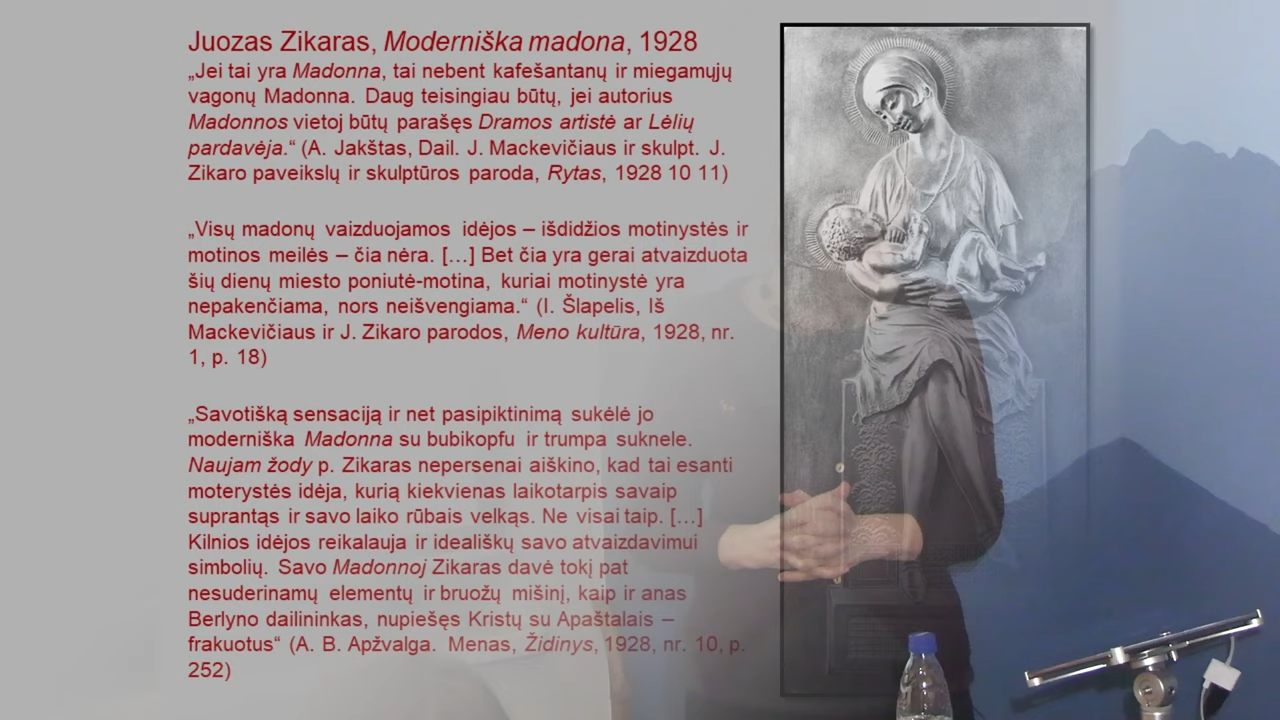 Juozas Zikaras, Moderniška madona, 1928
„Jei tai yra Madonna, tai nebent kafešantanų ir miegamųjų
vagonų Madonna. Daug teisingiau būtų, jei autorius
Madonnos vietoj būtų parašęs Dramos artistė ar Lėlių
pardavėja.“ (A. Jakštas, Dail. J. Mackevičiaus ir skulpt. J.
Zikaro paveikslų ir skulptūros paroda, Rytas, 1928 10 11)
„Visų madonų vaizduojamos idėjos – išdidžios motinystės ir
motinos meilės – čia nėra. […] Bet čia yra gerai atvaizduota
šių dienų miesto poniutė-motina, kuriai motinystė yra
nepakenčiama, nors neišvengiama.“ (I. Šlapelis, Iš
Mackevičiaus ir J. Zikaro parodos, Meno kultūra, 1928, nr.
1, p. 18)
„Savotišką sensaciją ir net pasipiktinimą sukėlė jo
moderniška Madonna su bubikopfu ir trumpa suknele.
Naujam žody p. Zikaras nepersenai aiškino, kad tai esanti
moterystės idėja, kurią kiekvienas laikotarpis savaip
suprantąs ir savo laiko rūbais velkąs. Ne visai taip. […]
Kilnios idėjos reikalauja ir ideališkų savo atvaizdavimui
simbolių. Savo Madonnoj Zikaras davė tokį pat
nesuderinamų elementų ir bruožų mišinį, kaip ir anas
Berlyno dailininkas, nupiešęs Kristų su Apaštalais –
frakuotus“ (A. B. Apžvalga. Menas, Židinys, 1928, nr. 10, p.
252)